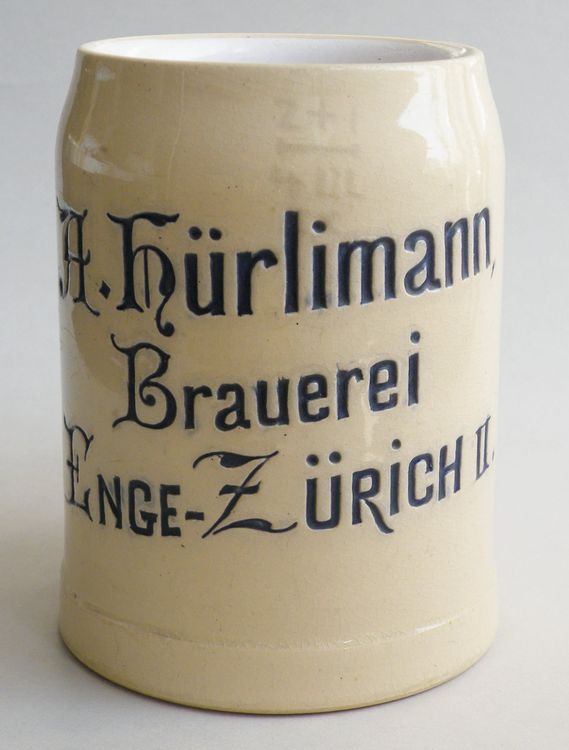 A. Hürlimann,
Brauerei
ENGE-ZÜRICH II.